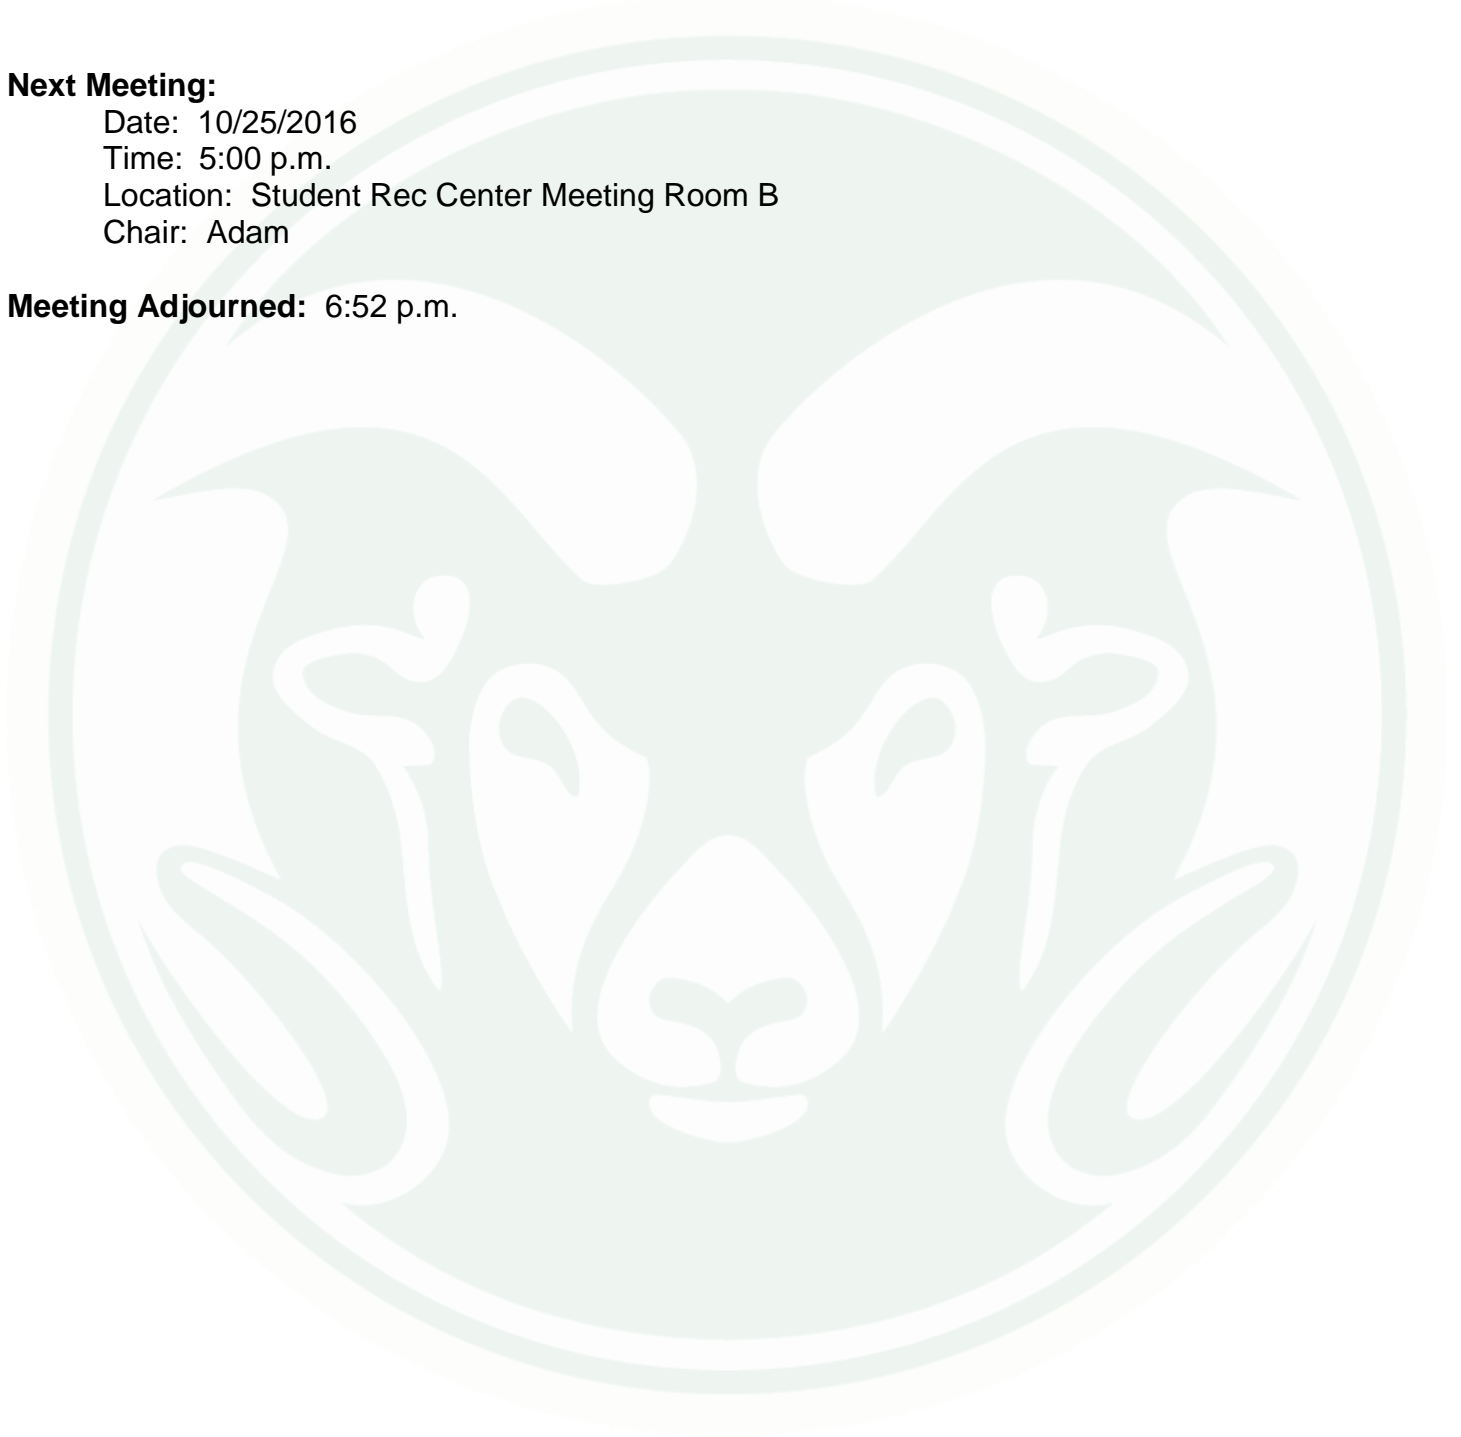 Next Meeting:
Date: 10/25/2016
Time: 5:00 p.m.
Location: Student Rec Center Meeting Room B
Chair: Adam
Meeting Adjourned: 6:52 p.m.